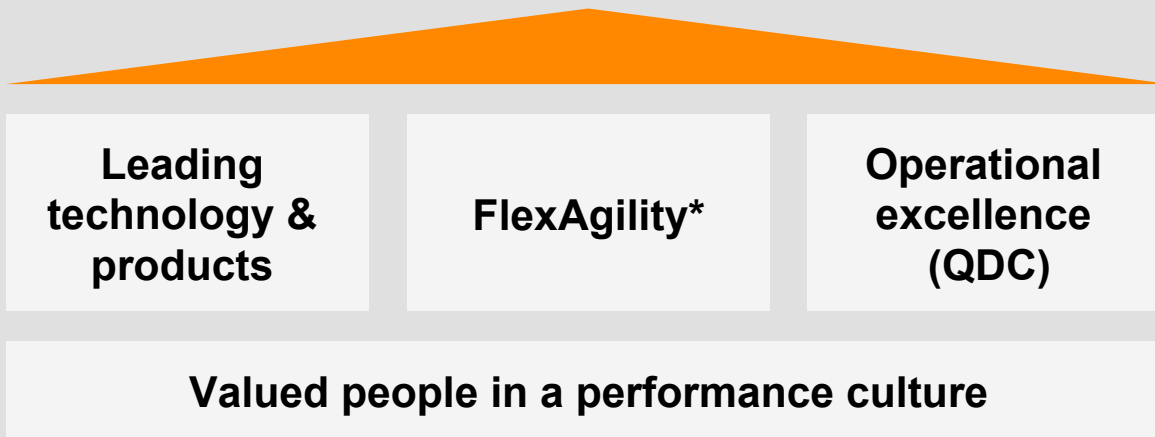 Leading
technology &
products
FlexAgility*
Operational
excellence
(QDC)
Valued people in a performance culture